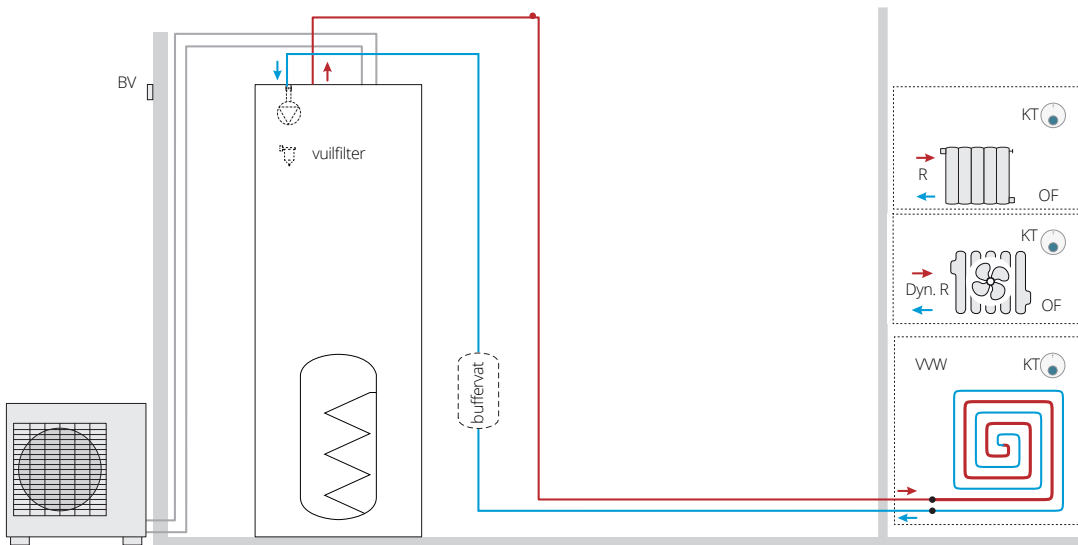 BV
vuilfilter
buffervat
KT
R
OF
KT
Dyn. R
OF
VVW
KT